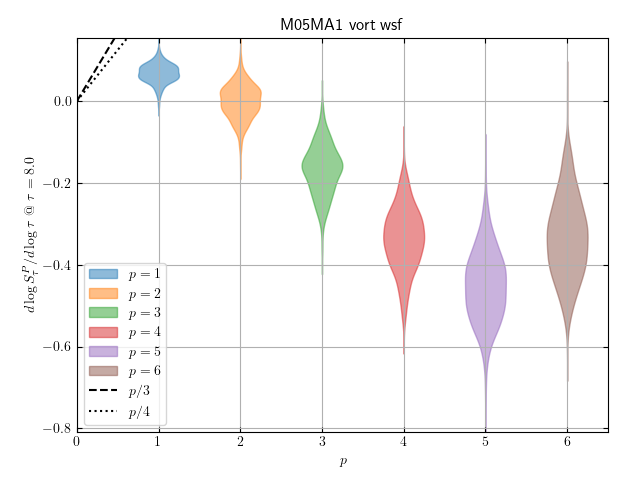 M05MA1 vort wsf
d log S_τ^p / d log τ @ τ = 8.0
0.0
−0.2
−0.4
−0.6
−0.8
p = 1
p = 2
p = 3
p = 4
p = 5
p = 6
p/3
p/4
0 1 2 3 4 5 6
p